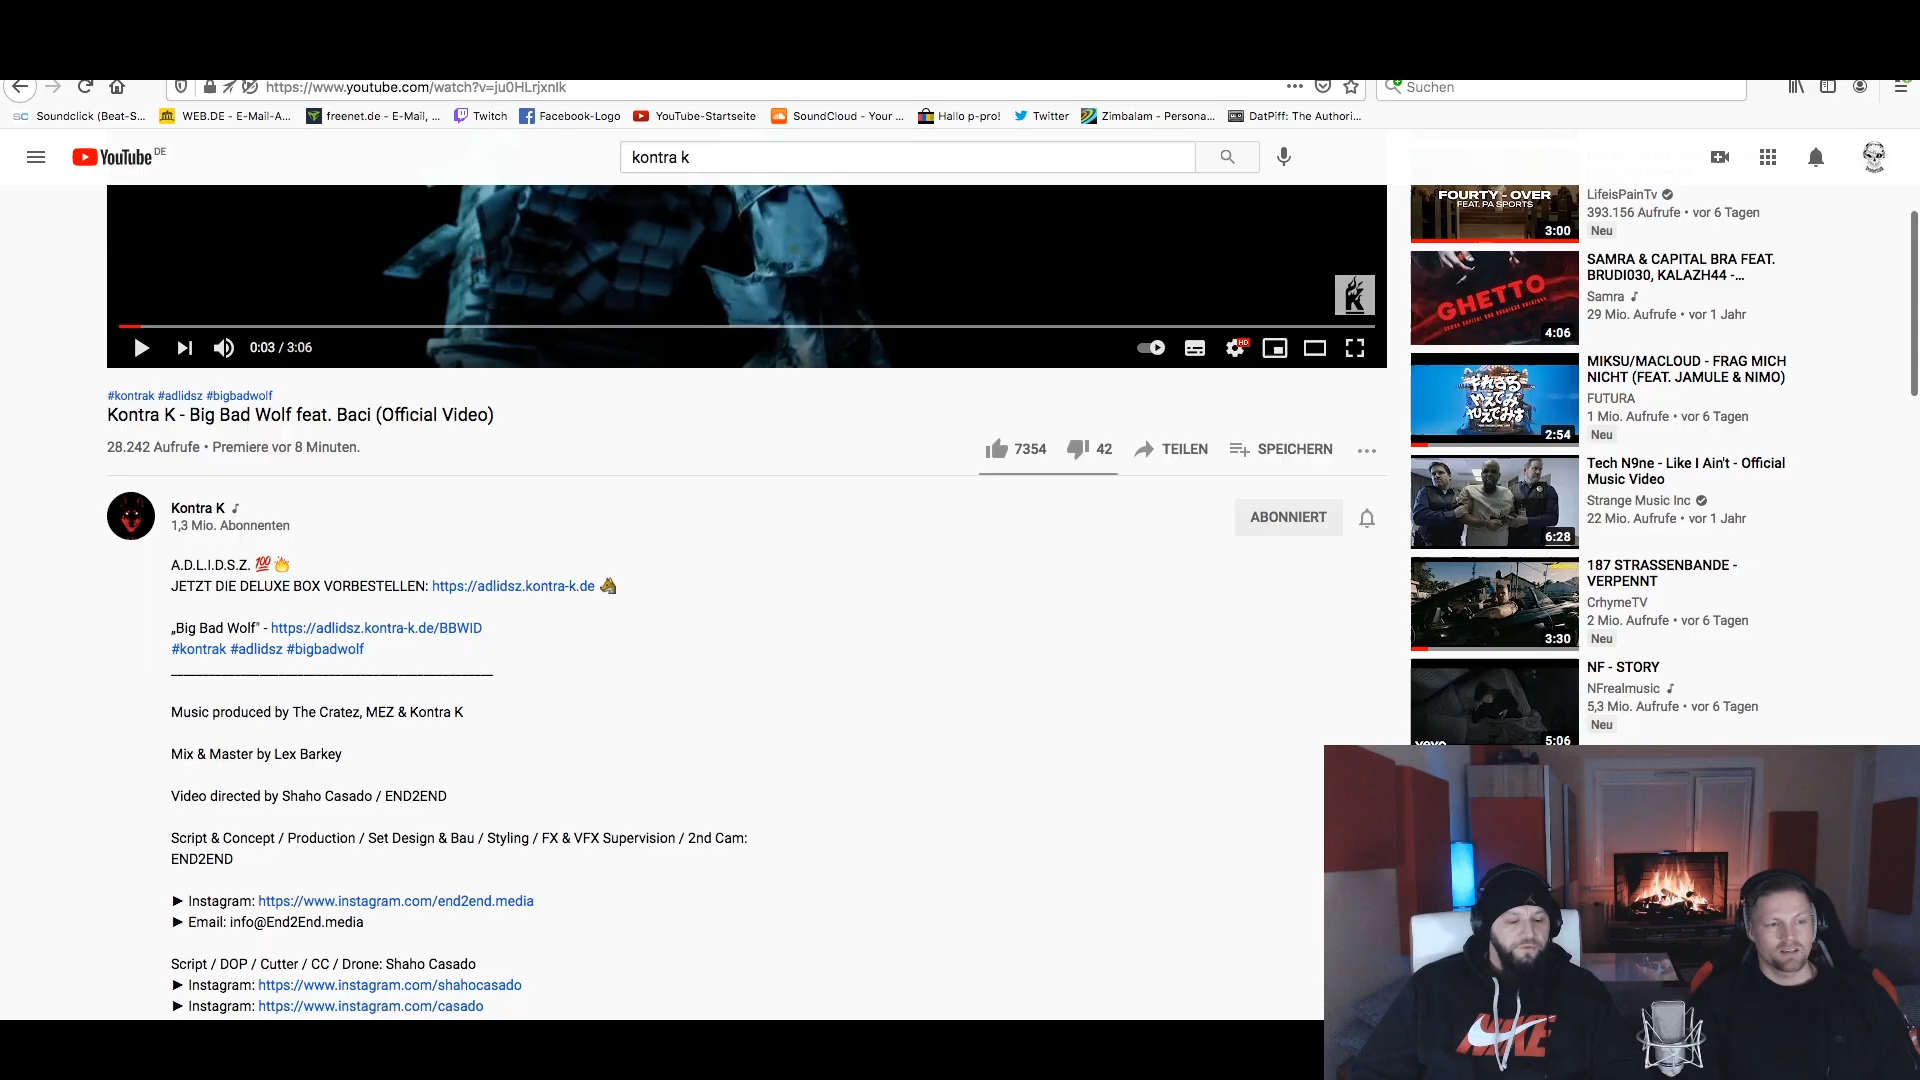 https://www.youtube.com/watch?v=ju0HLrjxnIk
Suchen
Soundclick (Beat-S...
WEB.DE - E-Mail-A...
freenet.de - E-Mail, ...
Twitch
Facebook-Logo
YouTube-Startseite
SoundCloud - Your ...
Hallo p-pro!
Twitter
Zimbalam - Persona...
DatPiff: The Authori...
YouTube DE
kontra k
0:03 / 3:06
HD
#kontrak #adlidsz #bigbadwolf
Kontra K - Big Bad Wolf feat. Baci (Official Video)
28.242 Aufrufe • Premiere vor 8 Minuten.
7354
42
TEILEN
SPEICHERN
Kontra K
1,3 Mio. Abonnenten
ABONNIERT
A.D.L.I.D.S.Z. 💯🔥
JETZT DIE DELUXE BOX VORBESTELLEN: https://adlidsz.kontra-k.de 🐴
„Big Bad Wolf" - https://adlidsz.kontra-k.de/BBWID
#kontrak #adlidsz #bigbadwolf
Music produced by The Cratez, MEZ & Kontra K
Mix & Master by Lex Barkey
Video directed by Shaho Casado / END2END
Script & Concept / Production / Set Design & Bau / Styling / FX & VFX Supervision / 2nd Cam:
END2END
► Instagram: https://www.instagram.com/end2end.media
► Email: info@End2End.media
Script / DOP / Cutter / CC / Drone: Shaho Casado
► Instagram: https://www.instagram.com/shahocasado
► Instagram: https://www.instagram.com/casado
FOURTY - OVER
FEAT. PA SPORTS
3:00
LifeisPainTv
393.156 Aufrufe • vor 6 Tagen
Neu
GHETTO
4:06
SAMRA & CAPITAL BRA FEAT.
BRUDI030, KALAZH44 -...
Samra
29 Mio. Aufrufe • vor 1 Jahr
2:54
MIKSU/MACLOUD - FRAG MICH
NICHT (FEAT. JAMULE & NIMO)
FUTURA
1 Mio. Aufrufe • vor 6 Tagen
Neu
6:28
Tech N9ne - Like I Ain't - Official
Music Video
Strange Music Inc
22 Mio. Aufrufe • vor 1 Jahr
3:30
187 STRASSENBANDE -
VERPENNT
CrhymeTV
2 Mio. Aufrufe • vor 6 Tagen
Neu
vevo
5:06
NF - STORY
NFrealmusic
5,3 Mio. Aufrufe • vor 6 Tagen
Neu
NIKE